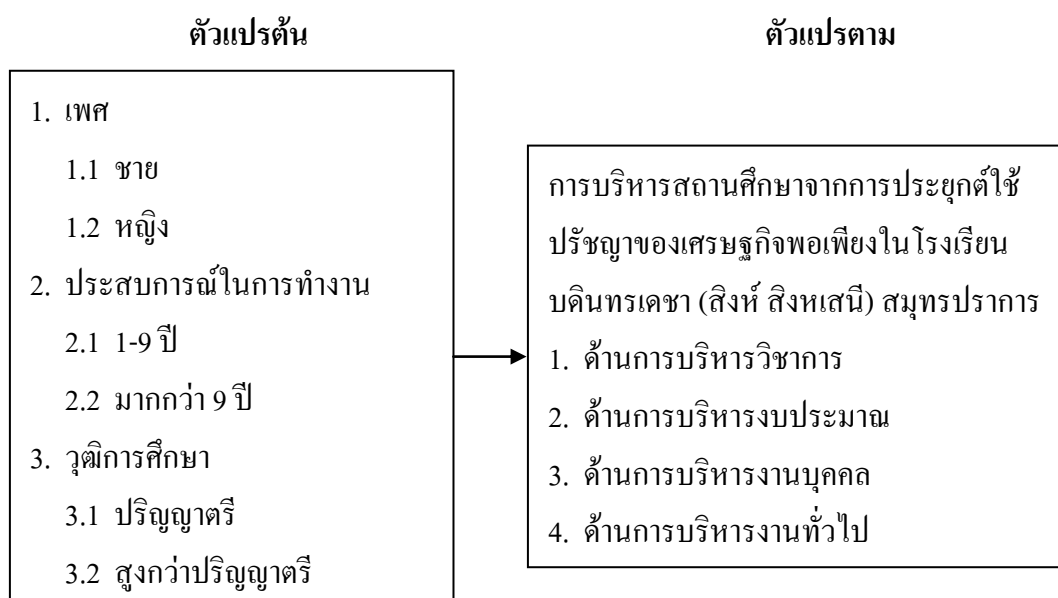 ตัวแปรต้น
1. เพศ
1.1 ชาย
1.2 หญิง
2. ประสบการณ์ในการทำงาน
2.1 1-9 ปี
2.2 มากกว่า 9 ปี
3. วุฒิการศึกษา
3.1 ปริญญาตรี
3.2 สูงกว่าปริญญาตรี
ตัวแปรตาม
การบริหารสถานศึกษาจากการประยุกต์ใช้
ปรัชญาของเศรษฐกิจพอเพียงในโรงเรียน
บดินทรเดชา (สิงห์ สิงหเสนี) สมุทรปราการ
1. ด้านการบริหารวิชาการ
2. ด้านการบริหารงบประมาณ
3. ด้านการบริหารงานบุคคล
4. ด้านการบริหารงานทั่วไป